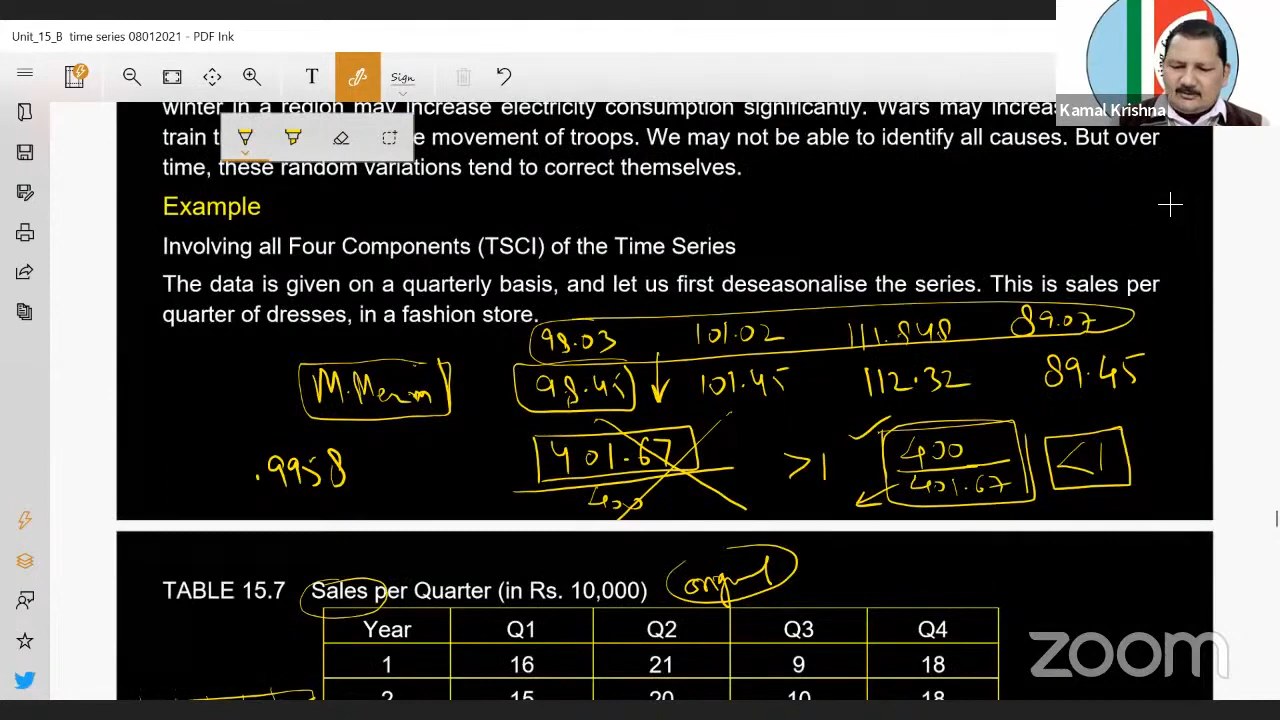 Unit_15_B time series 08012021 - PDF Ink
T
Sign
Kamal Krishna
winter in a region may increase electricity consumption significantly. Wars may increas
train t e movement of troops. We may not be able to identify all causes. But over
time, these random variations tend to correct themselves.
Example
Involving all Four Components (TSCI) of the Time Series
The data is given on a quarterly basis, and let us first deseasonalise the series. This is sales per
quarter of dresses, in a fashion store.
98.03 101.02 111.848 89.07
98.45 101.45 112.32 89.45
401.67
400
>1
400
401.67
<1
.9958
TABLE 15.7 Sales per Quarter (in Rs. 10,000)
Year Q1 Q2 Q3 Q4
1 16 21 9 18
2 15 20 10 18
zoom